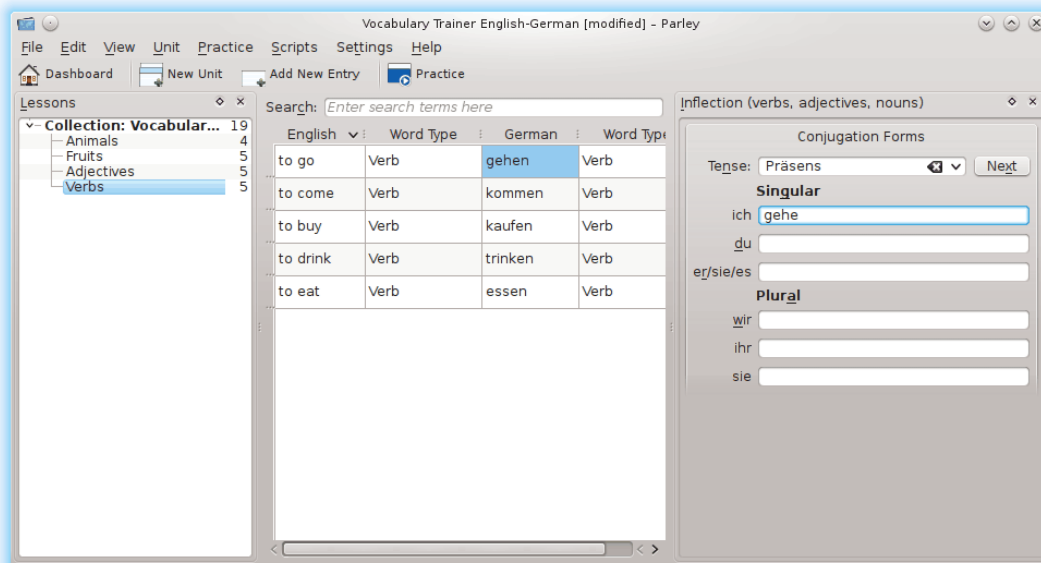 Vocabulary Trainer English-German [modified] – Parley
File Edit View Unit Practice Scripts Settings Help
Dashboard New Unit Add New Entry Practice
Lessons
Collection: Vocabular... 19
Animals 4
Fruits 5
Adjectives 5
Verbs 5
Search: Enter search terms here
English Word Type German Word Type
to go Verb gehen Verb
to come Verb kommen Verb
to buy Verb kaufen Verb
to drink Verb trinken Verb
to eat Verb essen Verb
Inflection (verbs, adjectives, nouns)
Conjugation Forms
Tense: Präsens Next
Singular
ich gehe
du
er/sie/es
Plural
wir
ihr
sie